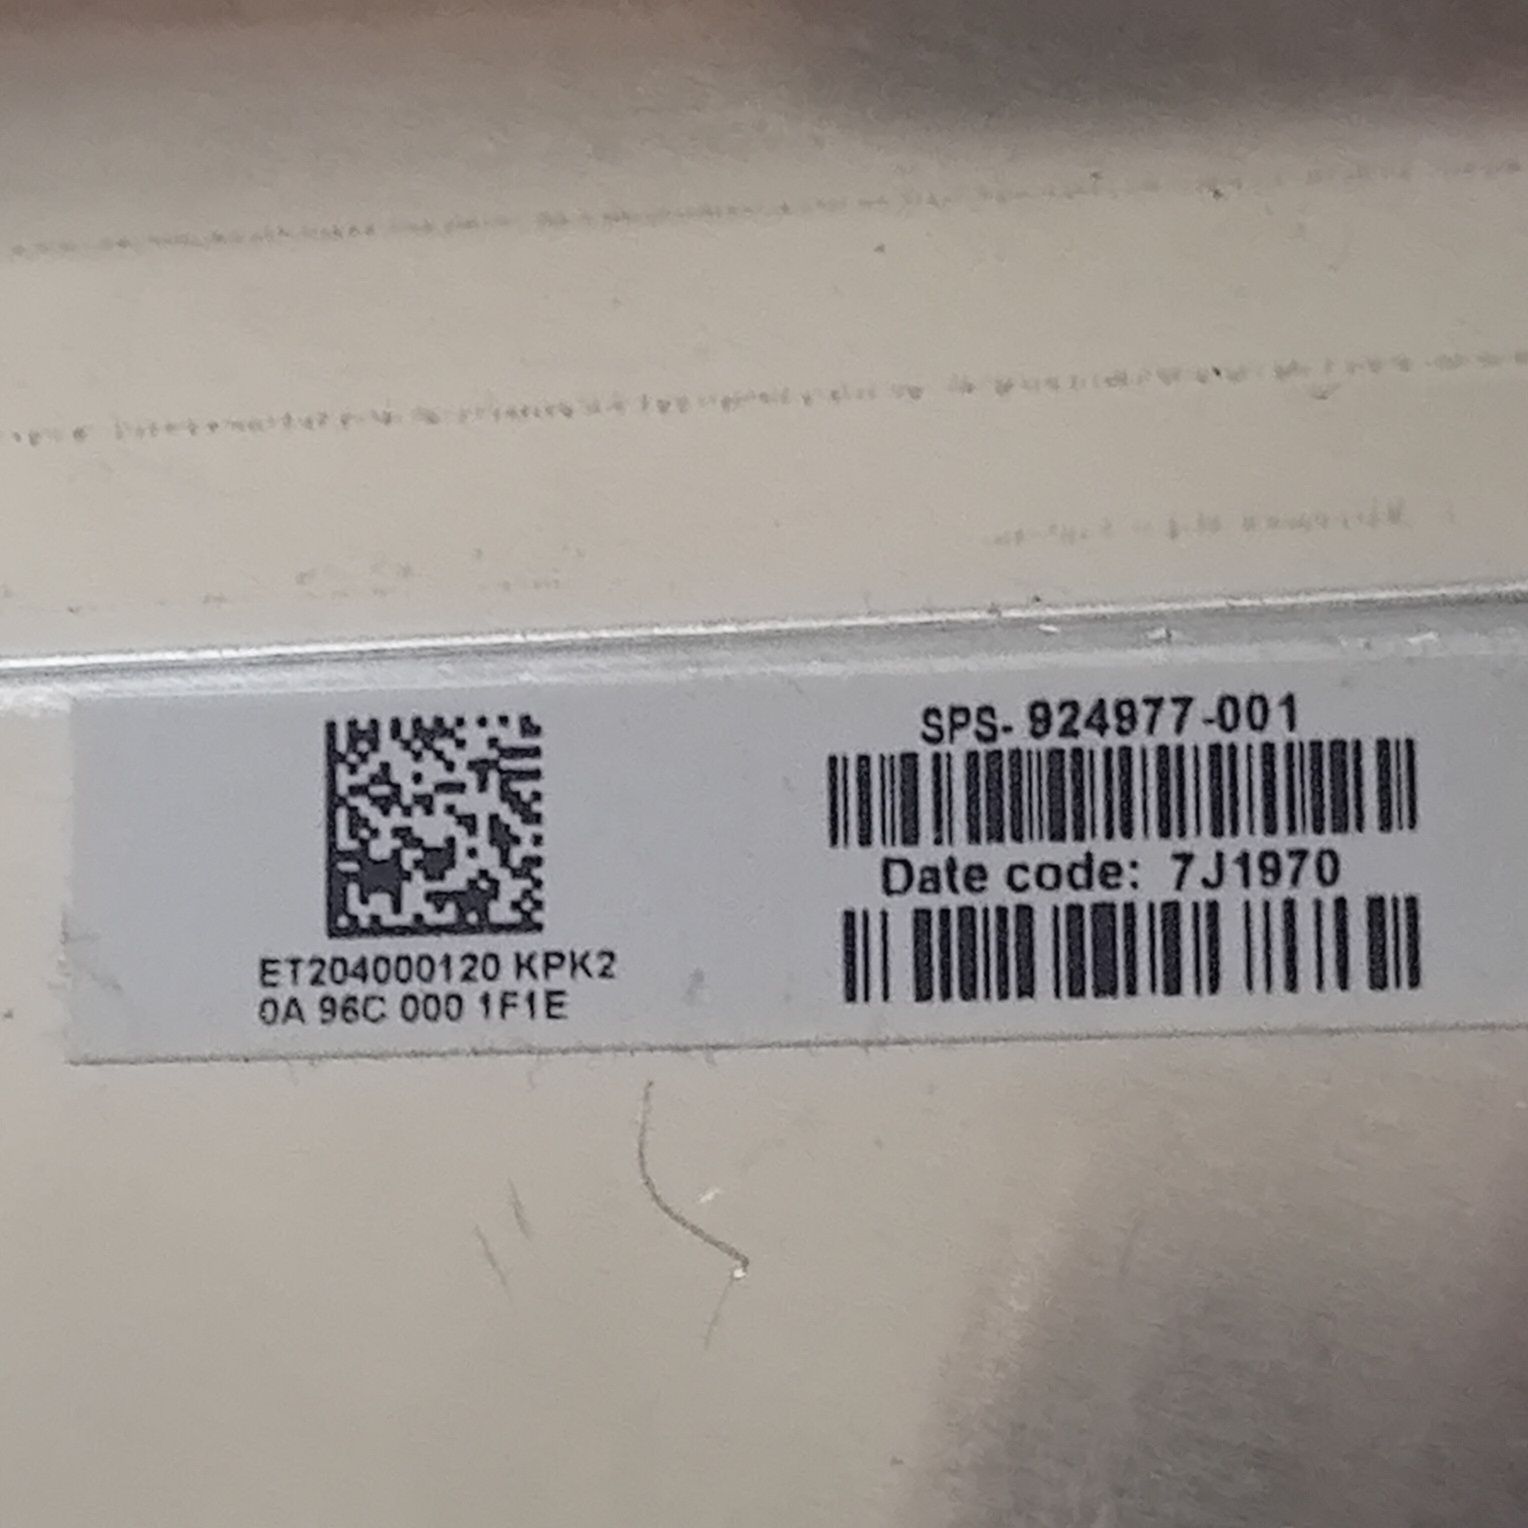 SPS- 924977-001
Date code: 7J1970
ET204000120 KPK2
0A 96C 000 1F1E